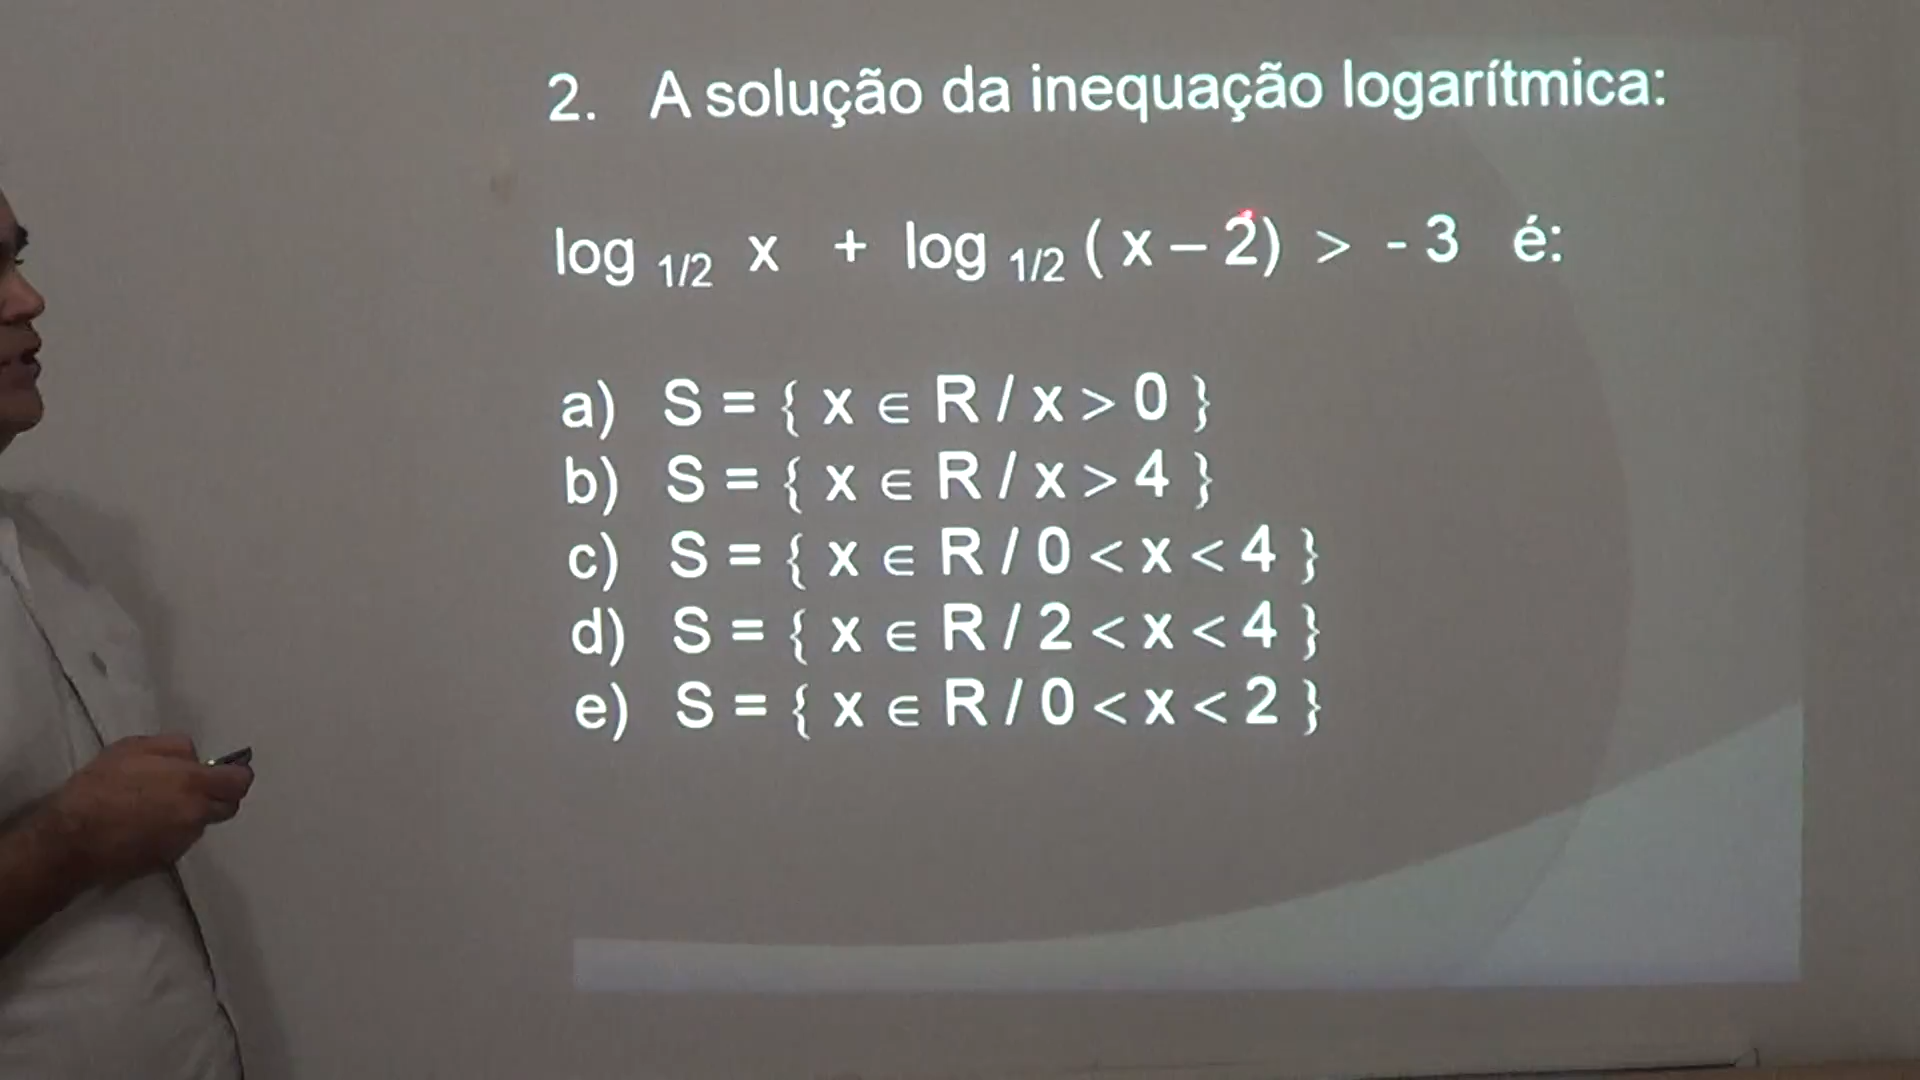 2. A solução da inequação logarítmica:
log 1/2 x + log 1/2 ( x – 2) > - 3 é:
a) S = { x ∈ R / x > 0 }
b) S = { x ∈ R / x > 4 }
c) S = { x ∈ R / 0 < x < 4 }
d) S = { x ∈ R / 2 < x < 4 }
e) S = { x ∈ R / 0 < x < 2 }